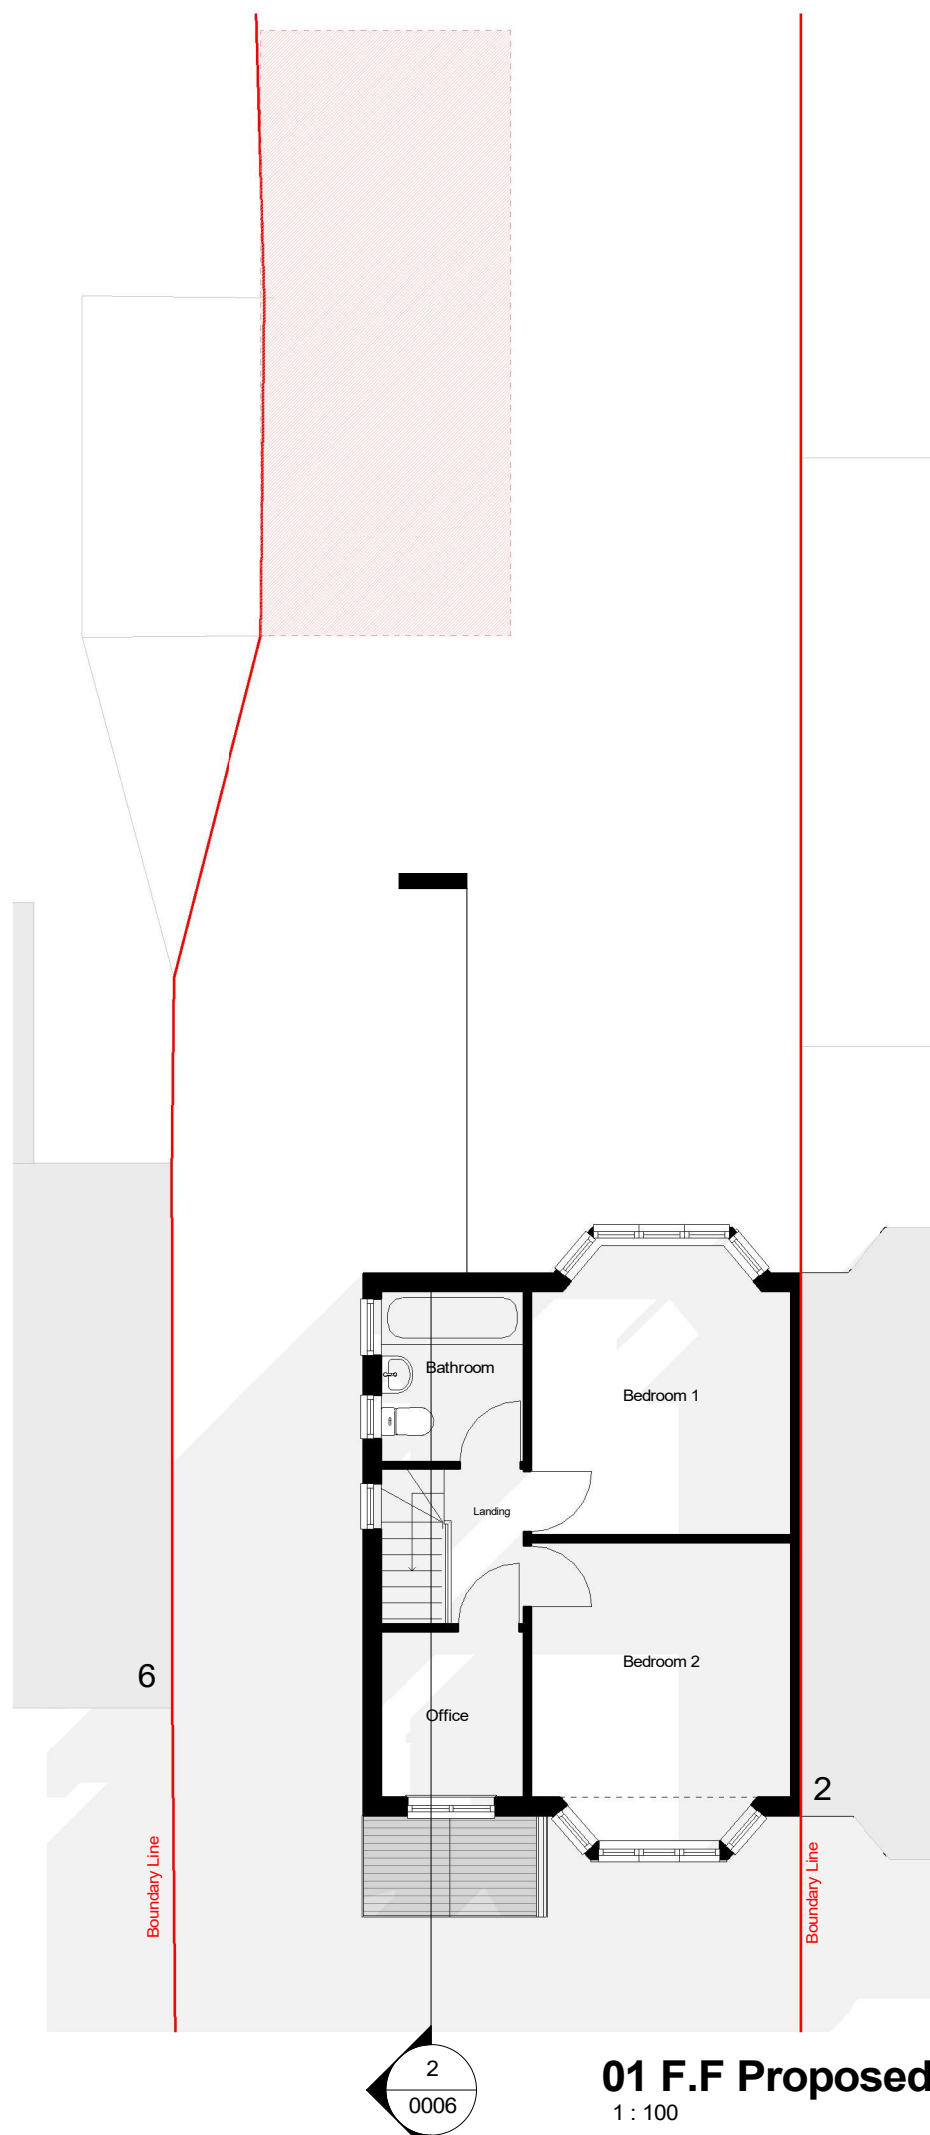 Bathroom
Bedroom 1
Landing
Bedroom 2
6
Office
2
Boundary Line
Boundary Line
2
0006
01 F.F Proposed
1 : 100